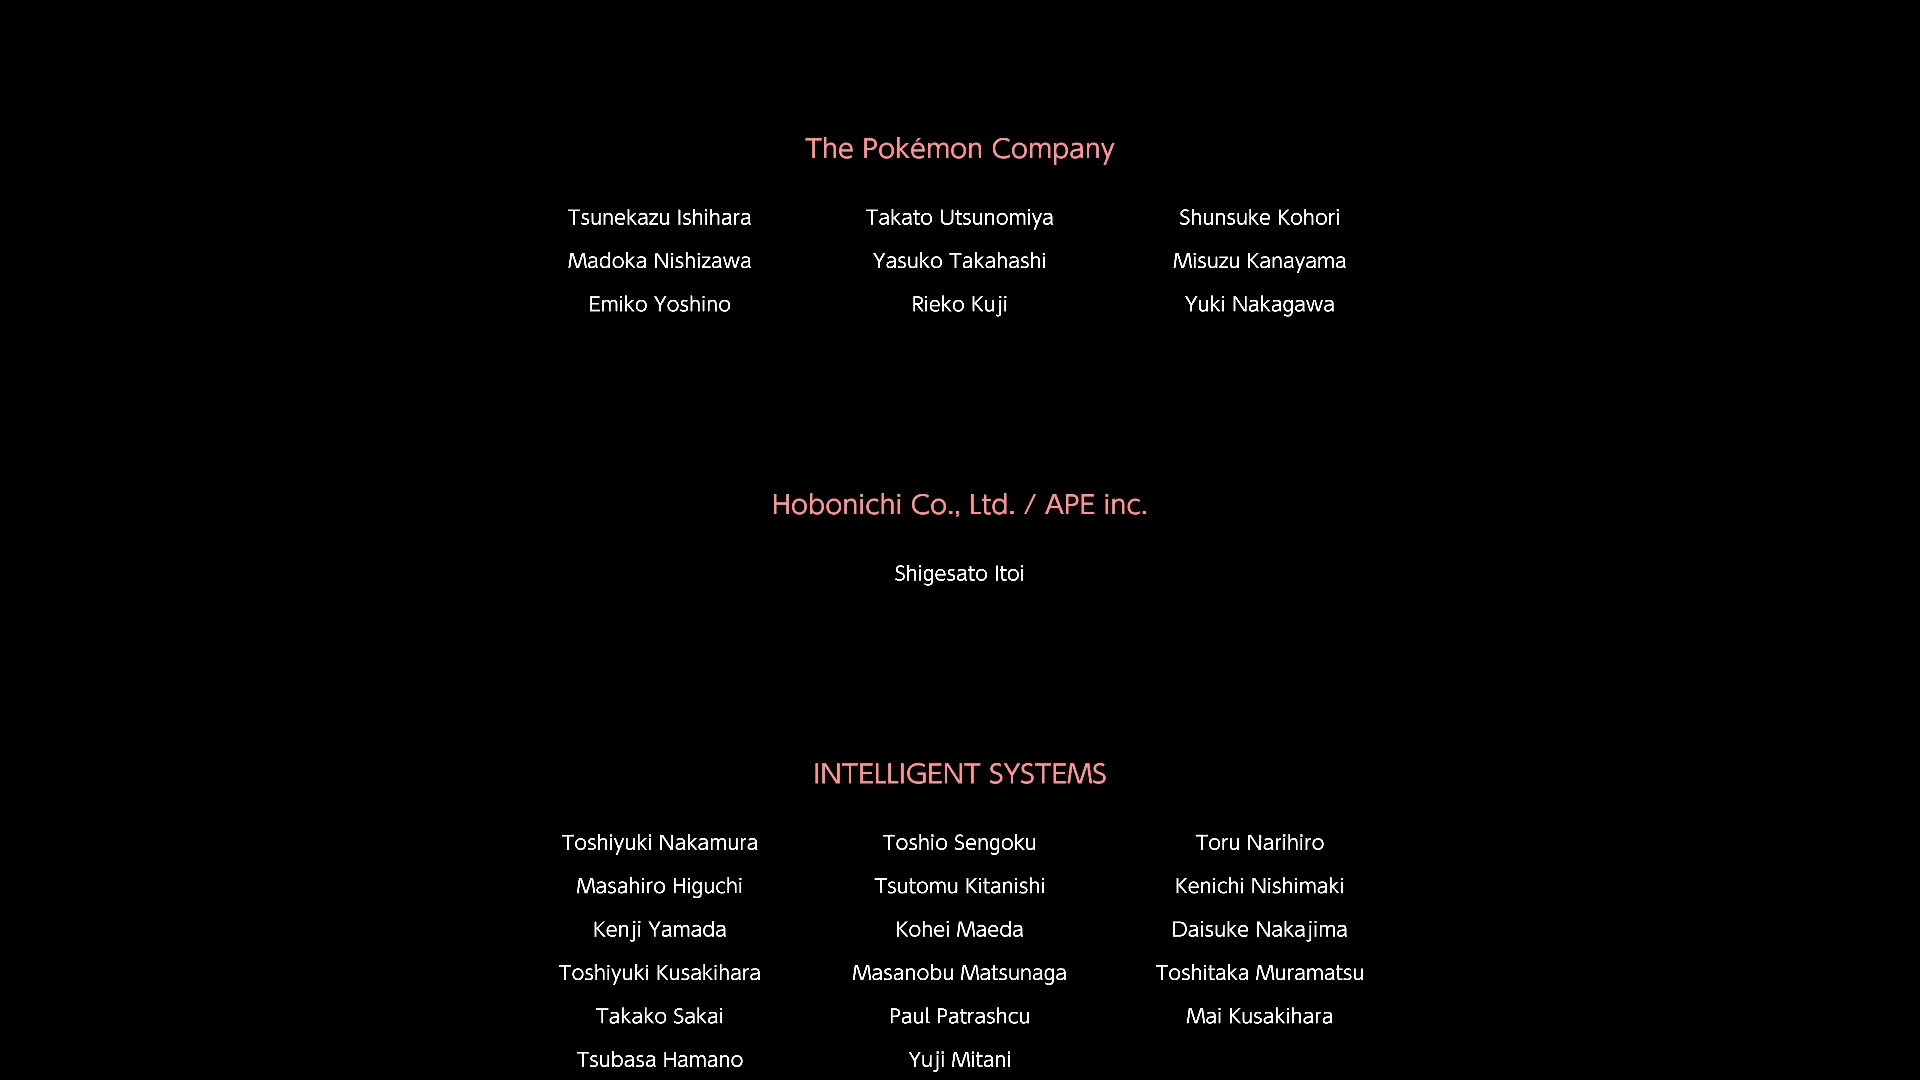 The Pokémon Company
Tsunekazu Ishihara Takato Utsunomiya Shunsuke Kohori
Madoka Nishizawa Yasuko Takahashi Misuzu Kanayama
Emiko Yoshino Rieko Kuji Yuki Nakagawa
Hobonichi Co., Ltd. / APE inc.
Shigesato Itoi
INTELLIGENT SYSTEMS
Toshiyuki Nakamura Toshio Sengoku Toru Narihiro
Masahiro Higuchi Tsutomu Kitanishi Kenichi Nishimaki
Kenji Yamada Kohei Maeda Daisuke Nakajima
Toshiyuki Kusakihara Masanobu Matsunaga Toshitaka Muramatsu
Takako Sakai Paul Patrashcu Mai Kusakihara
Tsubasa Hamano Yuji Mitani